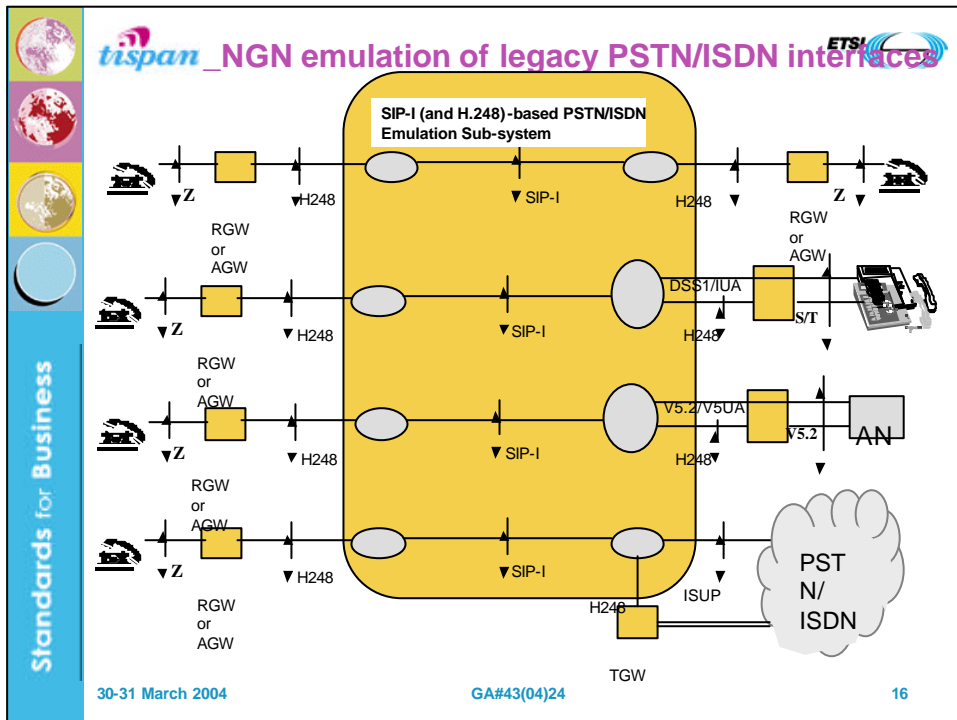 tispan _NGN emulation of legacy PSTN/ISDN interfaces
ETSI
SIP-I (and H.248)-based PSTN/ISDN
Emulation Sub-system
Z
H248
SIP-I
H248
Z
RGW
or
AGW
RGW
or
AGW
DSS1/IUA
Z
H248
SIP-I
H248
S/T
RGW
or
AGW
V5.2/V5UA
Z
H248
SIP-I
H248
V5.2
AN
RGW
or
AGW
Z
H248
SIP-I
H248
ISUP
PST
N/
ISDN
RGW
or
AGW
TGW
Standards for Business
30-31 March 2004
GA#43(04)24
16